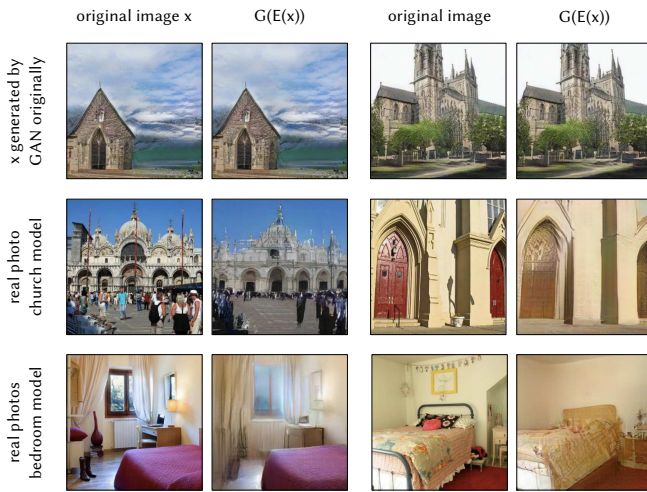 original image x
G(E(x))
original image
G(E(x))
x generated by
GAN originally
real photo
church model
real photos
bedroom model